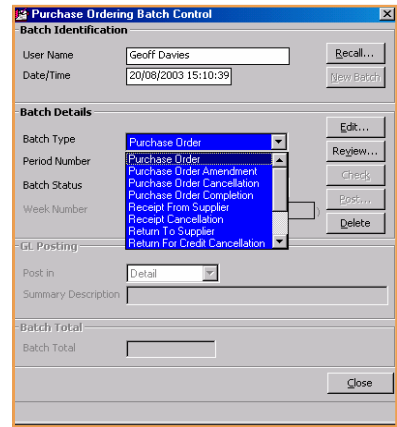 Purchase Ordering Batch Control
Batch Identification
User Name Geoff Davies Recall...
Date/Time 20/08/2003 15:10:39 New Batch
Batch Details
Edit...
Batch Type Purchase Order Review...
Period Number Purchase Order
Purchase Order Amendment Check
Batch Status Purchase Order Cancellation
Purchase Order Completion Post...
Week Number Receipt From Supplier )
Receipt Cancellation Delete
Return To Supplier
Return For Credit Cancellation
GL Posting
Post in Detail
Summary Description
Batch Total
Batch Total
Close